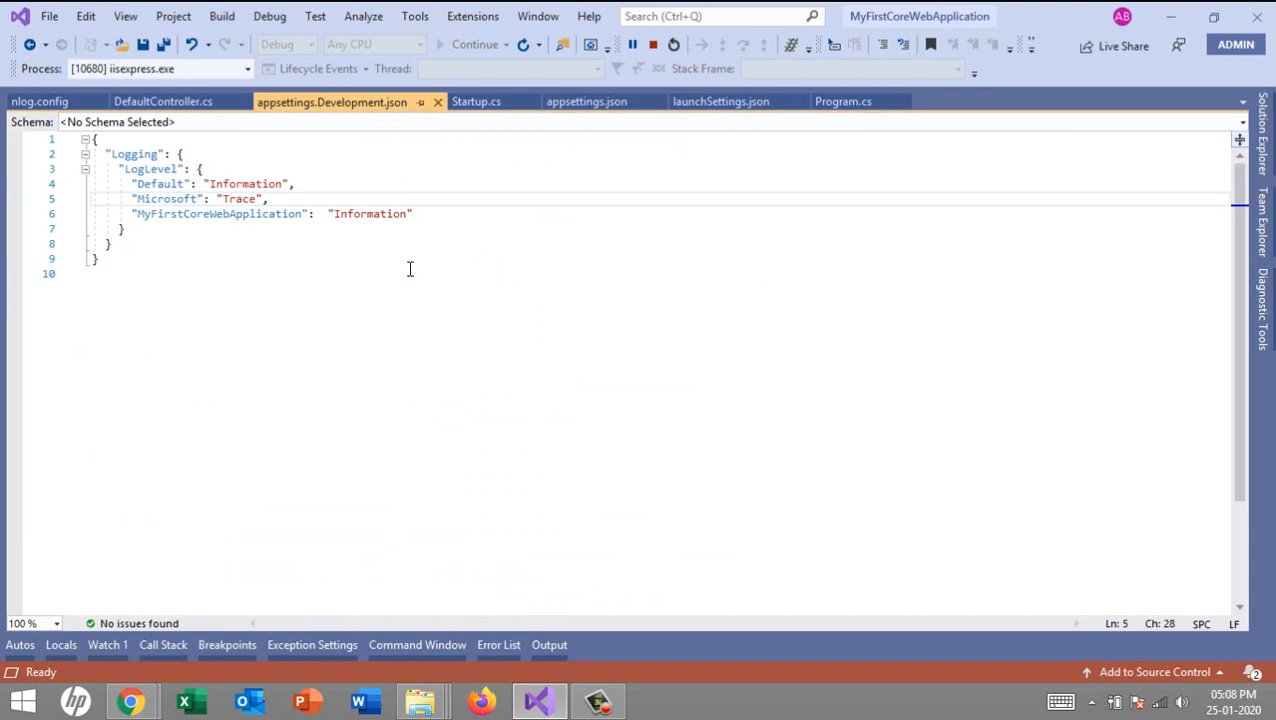 File Edit View Project Build Debug Test Analyze Tools Extensions Window Help Search (Ctrl+Q) MyFirstCoreWebApplication AB
Debug Any CPU Continue Live Share ADMIN
Process: [10680] iisexpress.exe Lifecycle Events Thread: Stack Frame:
nlog.config DefaultController.cs appsettings.Development.json Startup.cs appsettings.json launchSettings.json Program.cs
Schema: <No Schema Selected>
1 {
2 "Logging": {
3 "LogLevel": {
4 "Default": "Information",
5 "Microsoft": "Trace",
6 "MyFirstCoreWebApplication": "Information"
7 }
8 }
9 }
10
Solution Explorer
Team Explorer
Diagnostic Tools
100 % No issues found Ln: 5 Ch: 28 SPC LF
Autos Locals Watch 1 Call Stack Breakpoints Exception Settings Command Window Error List Output
Ready Add to Source Control 2
05:08 PM
25-01-2020